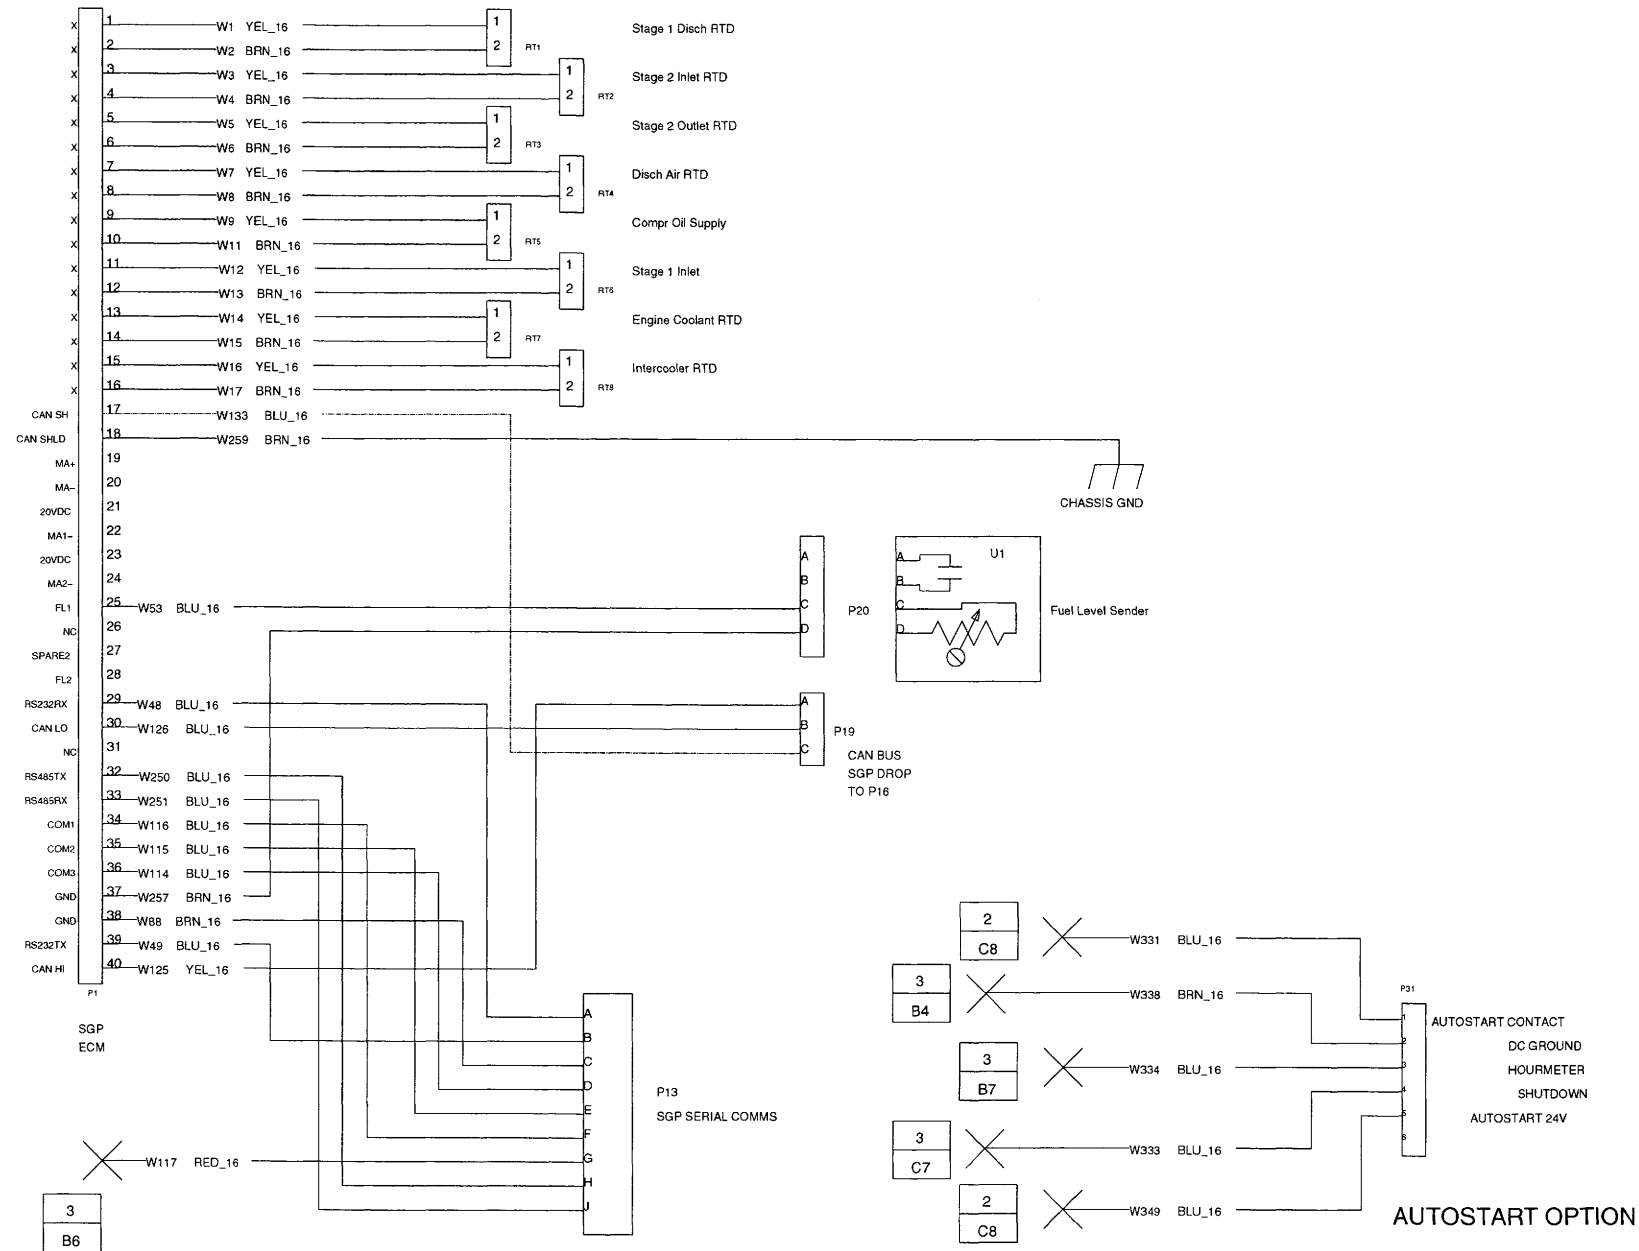 X 1 W1 YEL_16 1 Stage 1 Disch RTD
X 2 W2 BRN_16 2 RT1
X 3 W3 YEL_16 1 Stage 2 Inlet RTD
X 4 W4 BRN_16 2 RT2
X 5 W5 YEL_16 1 Stage 2 Outlet RTD
X 6 W6 BRN_16 2 RT3
X 7 W7 YEL_16 1 Disch Air RTD
X 8 W8 BRN_16 2 RT4
X 9 W9 YEL_16 1 Compr Oil Supply
X 10 W11 BRN_16 2 RT5
X 11 W12 YEL_16 1 Stage 1 Inlet
X 12 W13 BRN_16 2 RT6
X 13 W14 YEL_16 1 Engine Coolant RTD
X 14 W15 BRN_16 2 RT7
X 15 W16 YEL_16 1 Intercooler RTD
X 16 W17 BRN_16 2 RT8
CAN SH 17 W133 BLU_16
CAN SHLD 18 W259 BRN_16
MA+ 19
MA- 20
CHASSIS GND
20VDC 21
MA1- 22
20VDC 23 A A U1
MA2- 24 B B
FL1 25 W53 BLU_16 C P20 C Fuel Level Sender
NC 26 D D
SPARE2 27
FL2 28
RS232RX 29 W48 BLU_16 A
CAN LO 30 W126 BLU_16 B P19
NC 31 C CAN BUS
SGP DROP
TO P16
RS485TX 32 W250 BLU_16
RS485RX 33 W251 BLU_16
COM1 34 W116 BLU_16
COM2 35 W115 BLU_16
COM3 36 W114 BLU_16
GND 37 W257 BRN_16
GND 38 W88 BRN_16
RS232TX 39 W49 BLU_16
CAN HI 40 W125 YEL_16
P1
SGP
ECM
A
B
C
D
E
F
G
H
J
P13
SGP SERIAL COMMS
W117 RED_16
3
B6
2
C8
W331 BLU_16
3
B4
W338 BRN_16
3
B7
W334 BLU_16
3
C7
W333 BLU_16
2
C8
W349 BLU_16
P31
1 AUTOSTART CONTACT
2 DC GROUND
3 HOURMETER
4 SHUTDOWN
5 AUTOSTART 24V
6
AUTOSTART OPTION